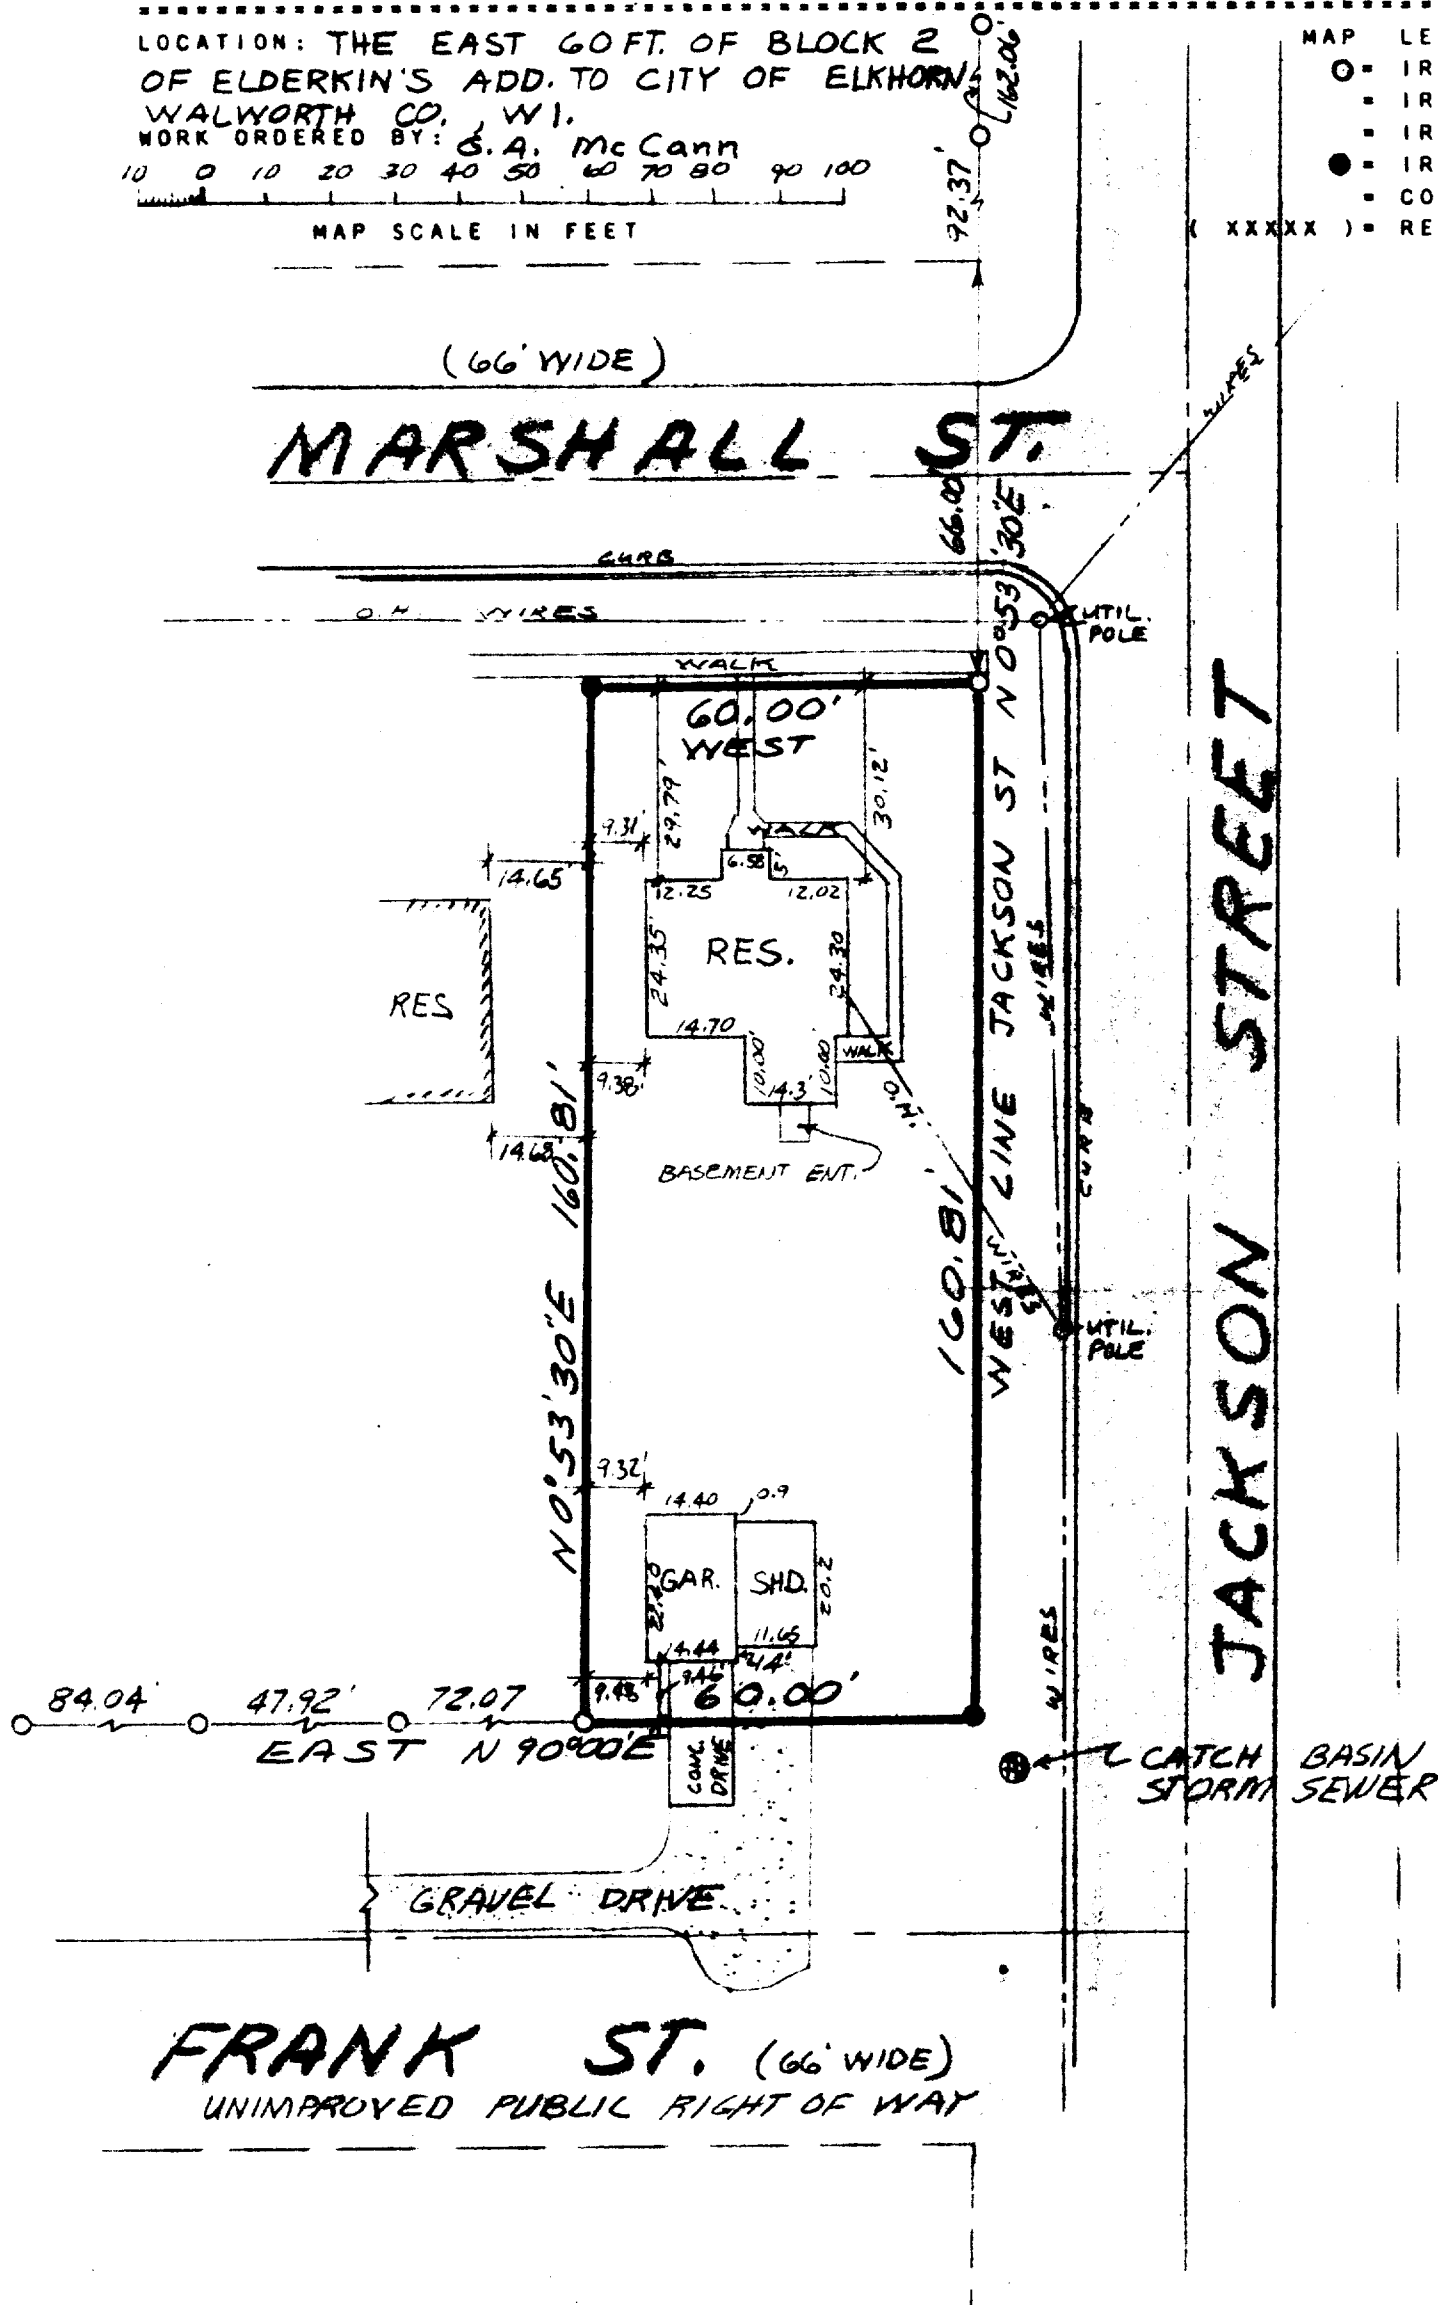 LOCATION: THE EAST 60 FT. OF BLOCK 2
OF ELDERKIN'S ADD. TO CITY OF ELKHORN
WALWORTH CO., WI.
WORK ORDERED BY: G.A. McCann
10 0 10 20 30 40 50 60 70 80 90 100
MAP SCALE IN FEET
MAP LE
= IR
= IR
= IR
= IR
= CO
( XXXXX ) = RE
162.06'
92.37'
(66' WIDE)
MARSHALL ST.
WIRES
66.00'
N 0°53'30"E
CURB
O.H. WIRES
UTIL.
POLE
WALK
60.00'
WEST
29.79'
30.12'
9.31'
14.65'
WALK
6.58'
5'
12.25
12.02
24.35'
RES.
24.30
RES
14.70
10.00'
14.3'
10.00'
WALK
9.38'
14.68'
O.H.
WIRES
BASEMENT ENT.
N 0°53'30"E 160.81'
160.81'
WEST LINE JACKSON ST
WIRES
CURB
UTIL.
POLE
JACKSON STREET
9.32'
14.40
0.9
GAR.
SHD.
20.2
14.44
11.65
9.48'
9.46'
60.00'
WIRES
84.04' 47.92' 72.07
EAST N 90°00'E
CONC.
DRIVE
CATCH BASIN
STORM SEWER
GRAVEL DRIVE
FRANK ST. (66' WIDE)
UNIMPROVED PUBLIC RIGHT OF WAY